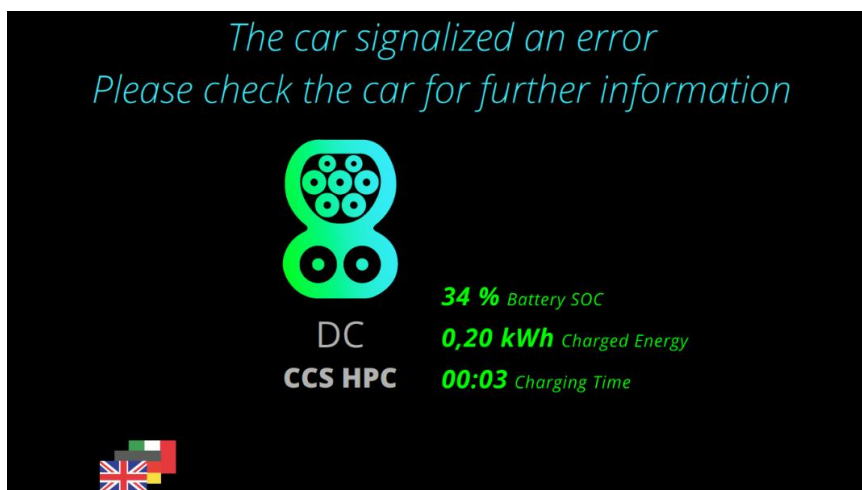 The car signalized an error
Please check the car for further information
DC
CCS HPC
34 % Battery SOC
0,20 kWh Charged Energy
00:03 Charging Time